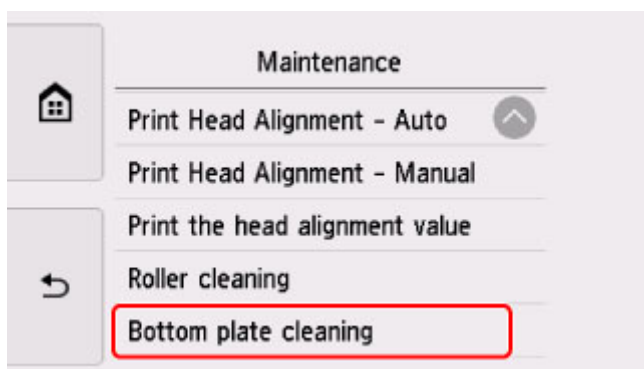 Maintenance
Print Head Alignment - Auto
Print Head Alignment - Manual
Print the head alignment value
Roller cleaning
Bottom plate cleaning